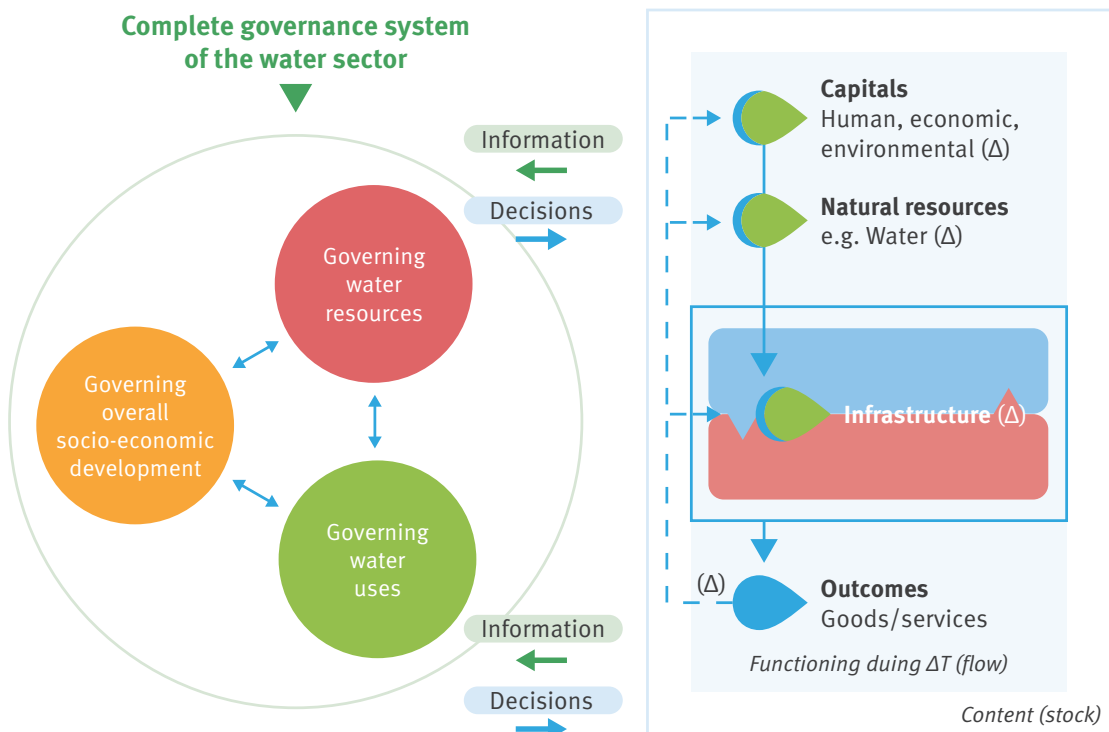 Complete governance system
of the water sector
Information
Decisions
Governing
water
resources
Governing
overall
socio-economic
development
Governing
water
uses
Information
Decisions
Capitals
Human, economic,
environmental (Δ)
Natural resources
e.g. Water (Δ)
Infrastructure (Δ)
(Δ)
Outcomes
Goods/services
Functioning duing ΔT (flow)
Content (stock)